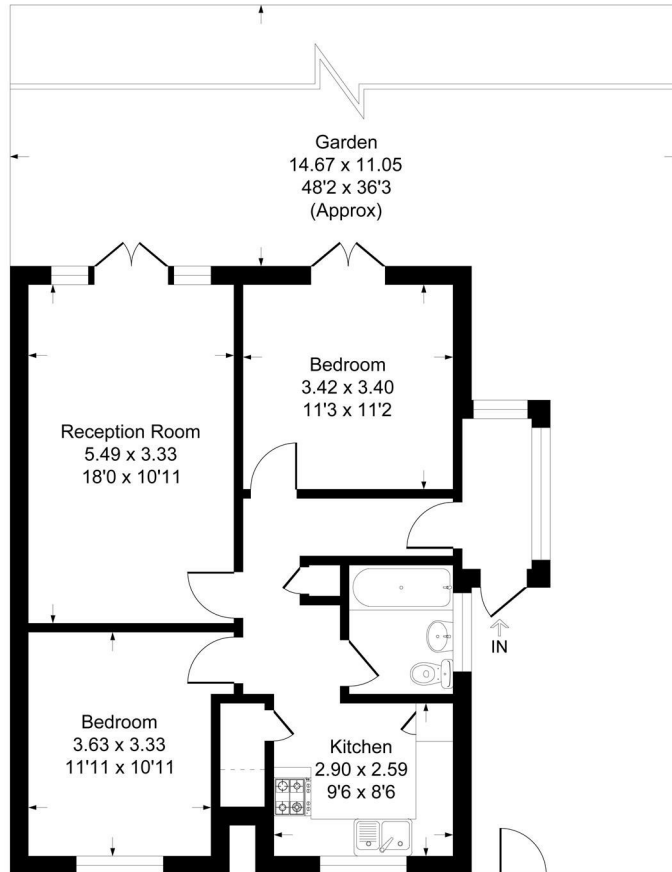 Garden
14.67 x 11.05
48'2 x 36'3
(Approx)
Bedroom
3.42 x 3.40
11'3 x 11'2
Reception Room
5.49 x 3.33
18'0 x 10'11
IN
Bedroom
3.63 x 3.33
11'11 x 10'11
Kitchen
2.90 x 2.59
9'6 x 8'6